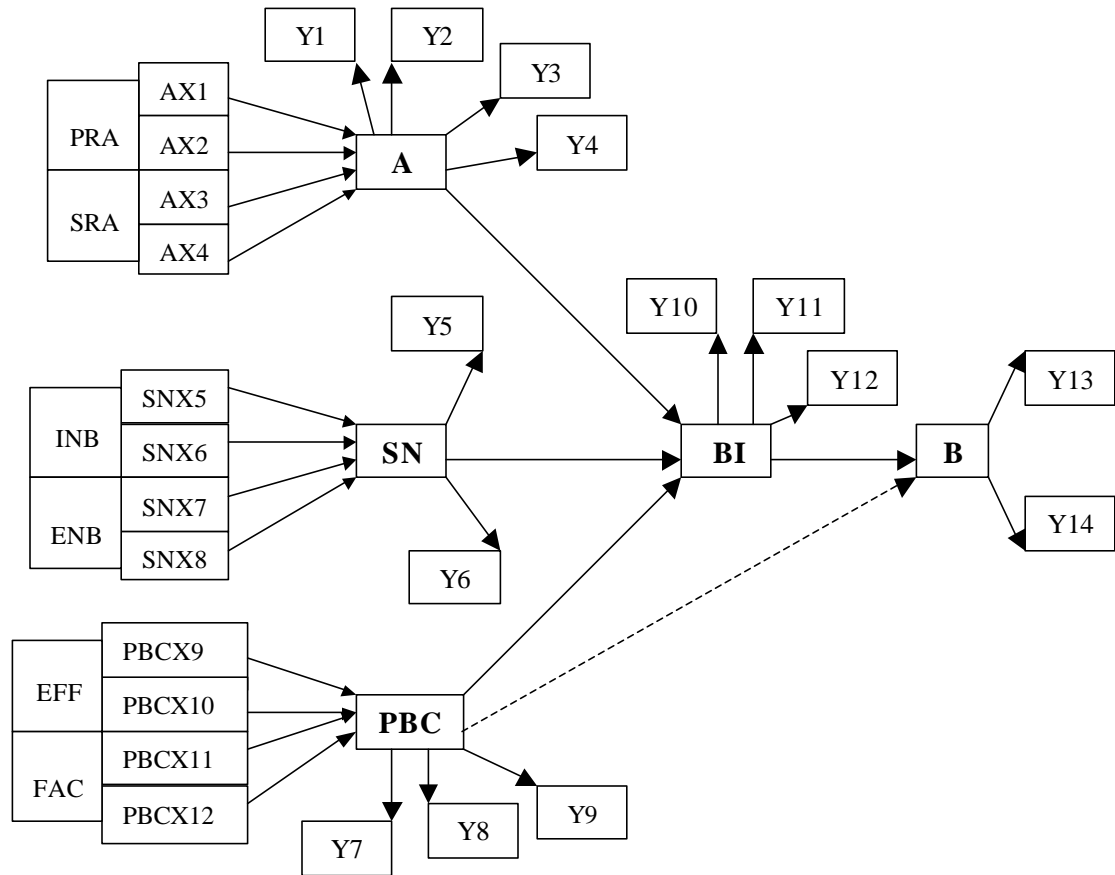 Y1
Y2
Y3
Y4
PRA
SRA
AX1
AX2
AX3
AX4
A
Y5
Y6
INB
ENB
SNX5
SNX6
SNX7
SNX8
SN
Y10
Y11
Y12
BI
Y13
B
Y14
EFF
FAC
PBCX9
PBCX10
PBCX11
PBCX12
PBC
Y7
Y8
Y9